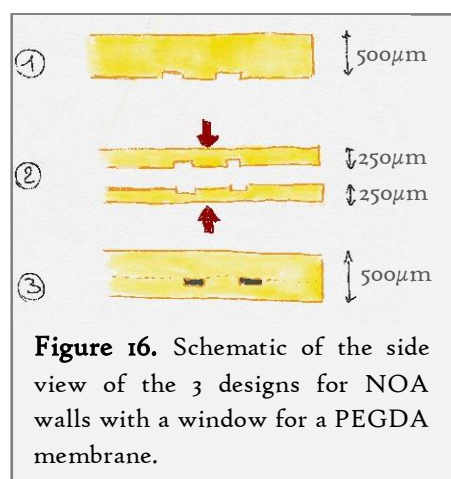 1
500μm
2
250μm
250μm
3
500μm
Figure 16. Schematic of the side
view of the 3 designs for NOA
walls with a window for a PEGDA
membrane.